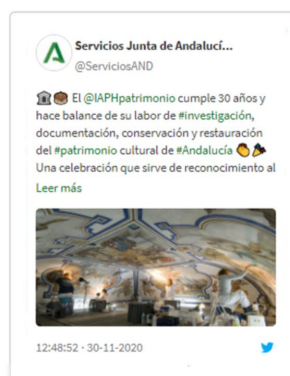 Servicios Junta de Andalucí...
@ServiciosAND
🏛️🎂 El @IAPHpatrimonio cumple 30 años y
hace balance de su labor de #investigación,
documentación, conservación y restauración
del #patrimonio cultural de #Andalucía 👏🎉
Una celebración que sirve de reconocimiento al
Leer más
12:48:52 · 30-11-2020